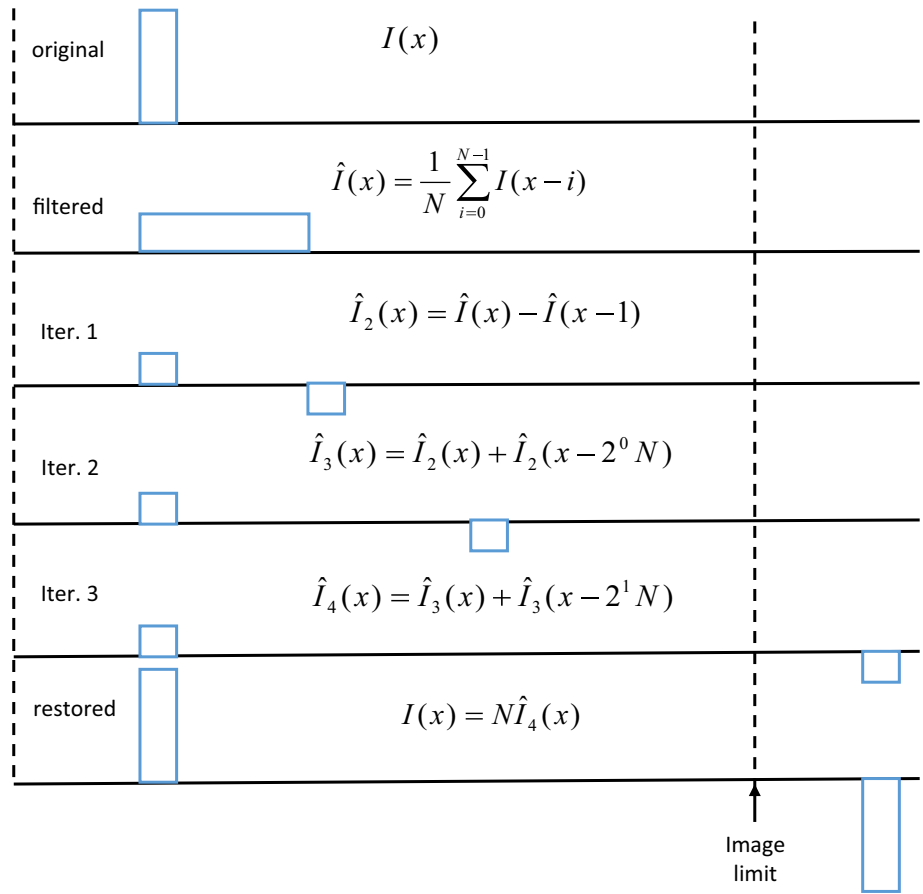 original I(x)
filtered Î(x) = 1/N ∑_{i=0}^{N−1} I(x−i)
Iter. 1 Î₂(x) = Î(x) − Î(x−1)
Iter. 2 Î₃(x) = Î₂(x) + Î₂(x−2⁰N)
Iter. 3 Î₄(x) = Î₃(x) + Î₃(x−2¹N)
restored I(x) = NÎ₄(x)
Image
limit